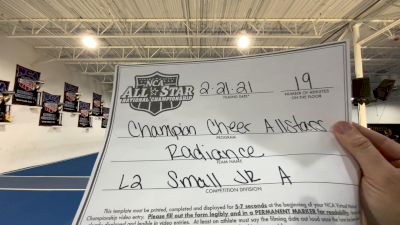 NCA
ALL★STAR
NATIONAL CHAMPIONSHIP
2.21.21
FILMING DATE*
19
NUMBER OF MINUTES
ON THE FLOOR
Champion Cheer Allstars
PROGRAM
Radiance
TEAM NAME
L2 Small JR A
COMPETITION DIVISION
This template must be printed, completed and displayed for 5-7 seconds at the beginning of your NCA Virtual
Championship video entry. Please fill out the form legibly and in a PERMANENT MARKER for readability.